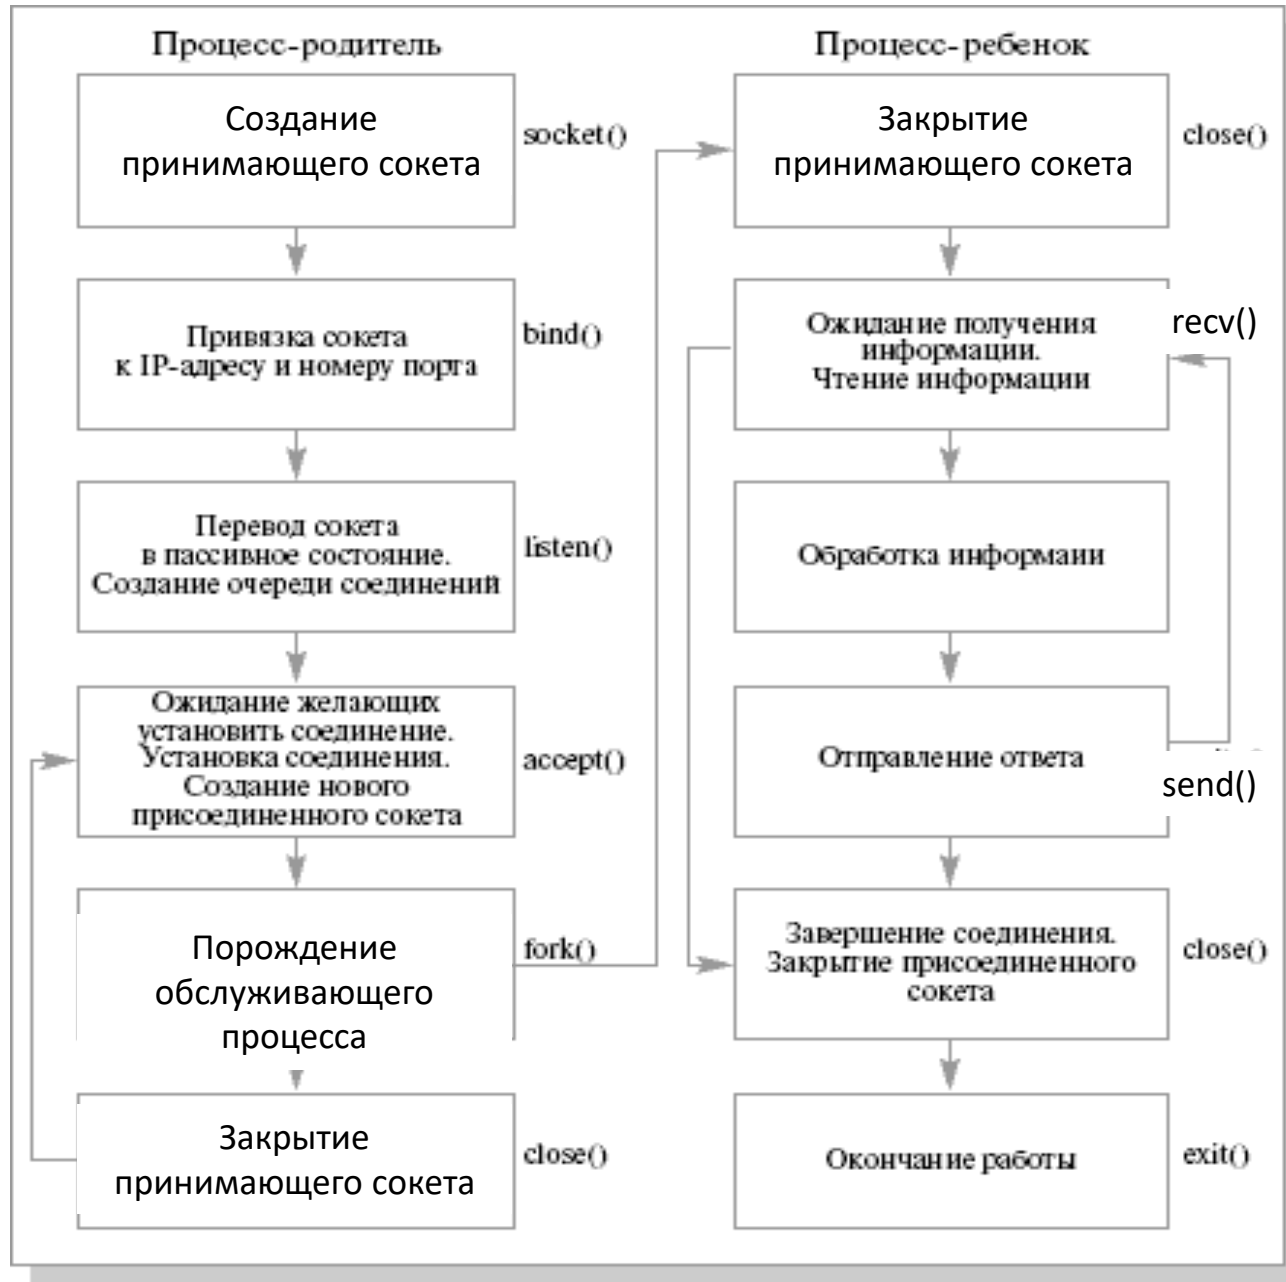 Процесс-родитель
Создание
принимающего сокета
socket()
Привязка сокета
к IP-адресу и номеру порта
bind()
Перевод сокета
в пассивное состояние.
Создание очереди соединений
listen()
Ожидание желающих
установить соединение.
Установка соединения.
Создание нового
присоединенного сокета
accept()
Порождение
обслуживающего
процесса
fork()
Закрытие
принимающего сокета
close()
Процесс-ребенок
Закрытие
принимающего сокета
close()
Ожидание получения
информации.
Чтение информации
recv()
Обработка информаии
Отправление ответа
send()
Завершение соединения.
Закрытие присоединенного
сокета
close()
Окончание работы
exit()